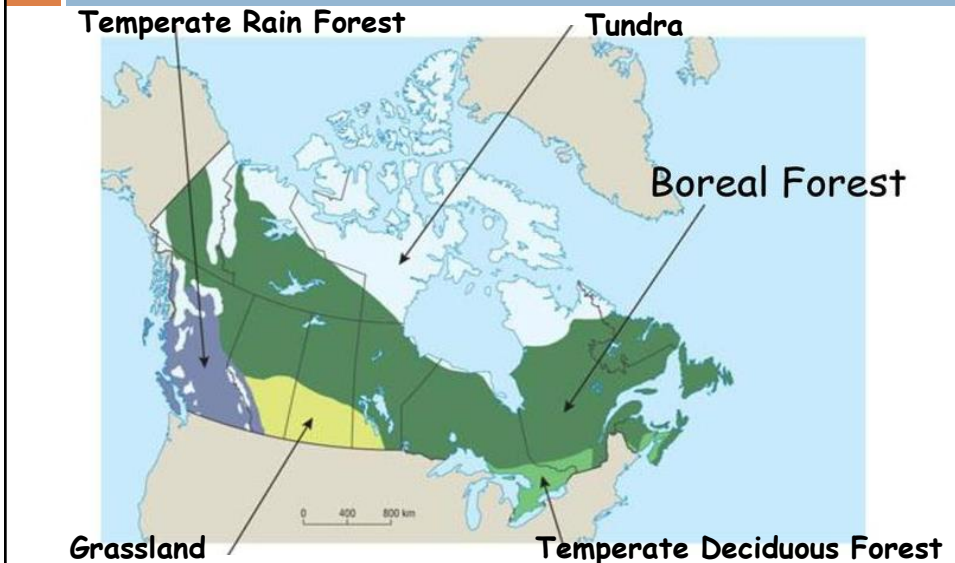 Temperate Rain Forest
Tundra
Boreal Forest
0 400 800 km
Grassland
Temperate Deciduous Forest